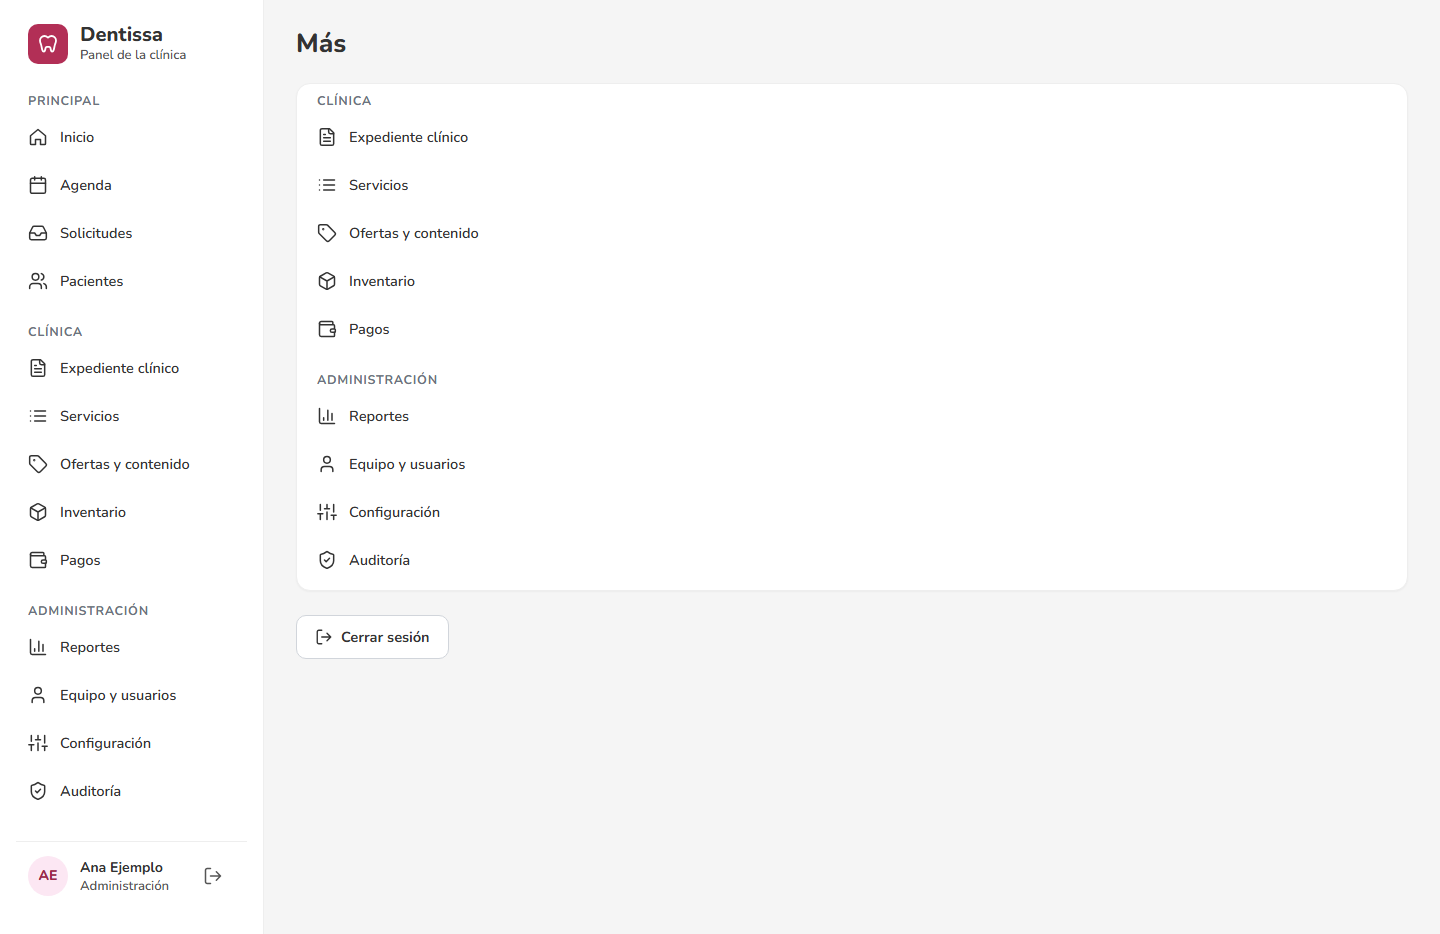 Dentissa
Panel de la clínica
PRINCIPAL
Inicio
Agenda
Solicitudes
Pacientes
CLÍNICA
Expediente clínico
Servicios
Ofertas y contenido
Inventario
Pagos
ADMINISTRACIÓN
Reportes
Equipo y usuarios
Configuración
Auditoría
AE
Ana Ejemplo
Administración
Más
CLÍNICA
Expediente clínico
Servicios
Ofertas y contenido
Inventario
Pagos
ADMINISTRACIÓN
Reportes
Equipo y usuarios
Configuración
Auditoría
Cerrar sesión